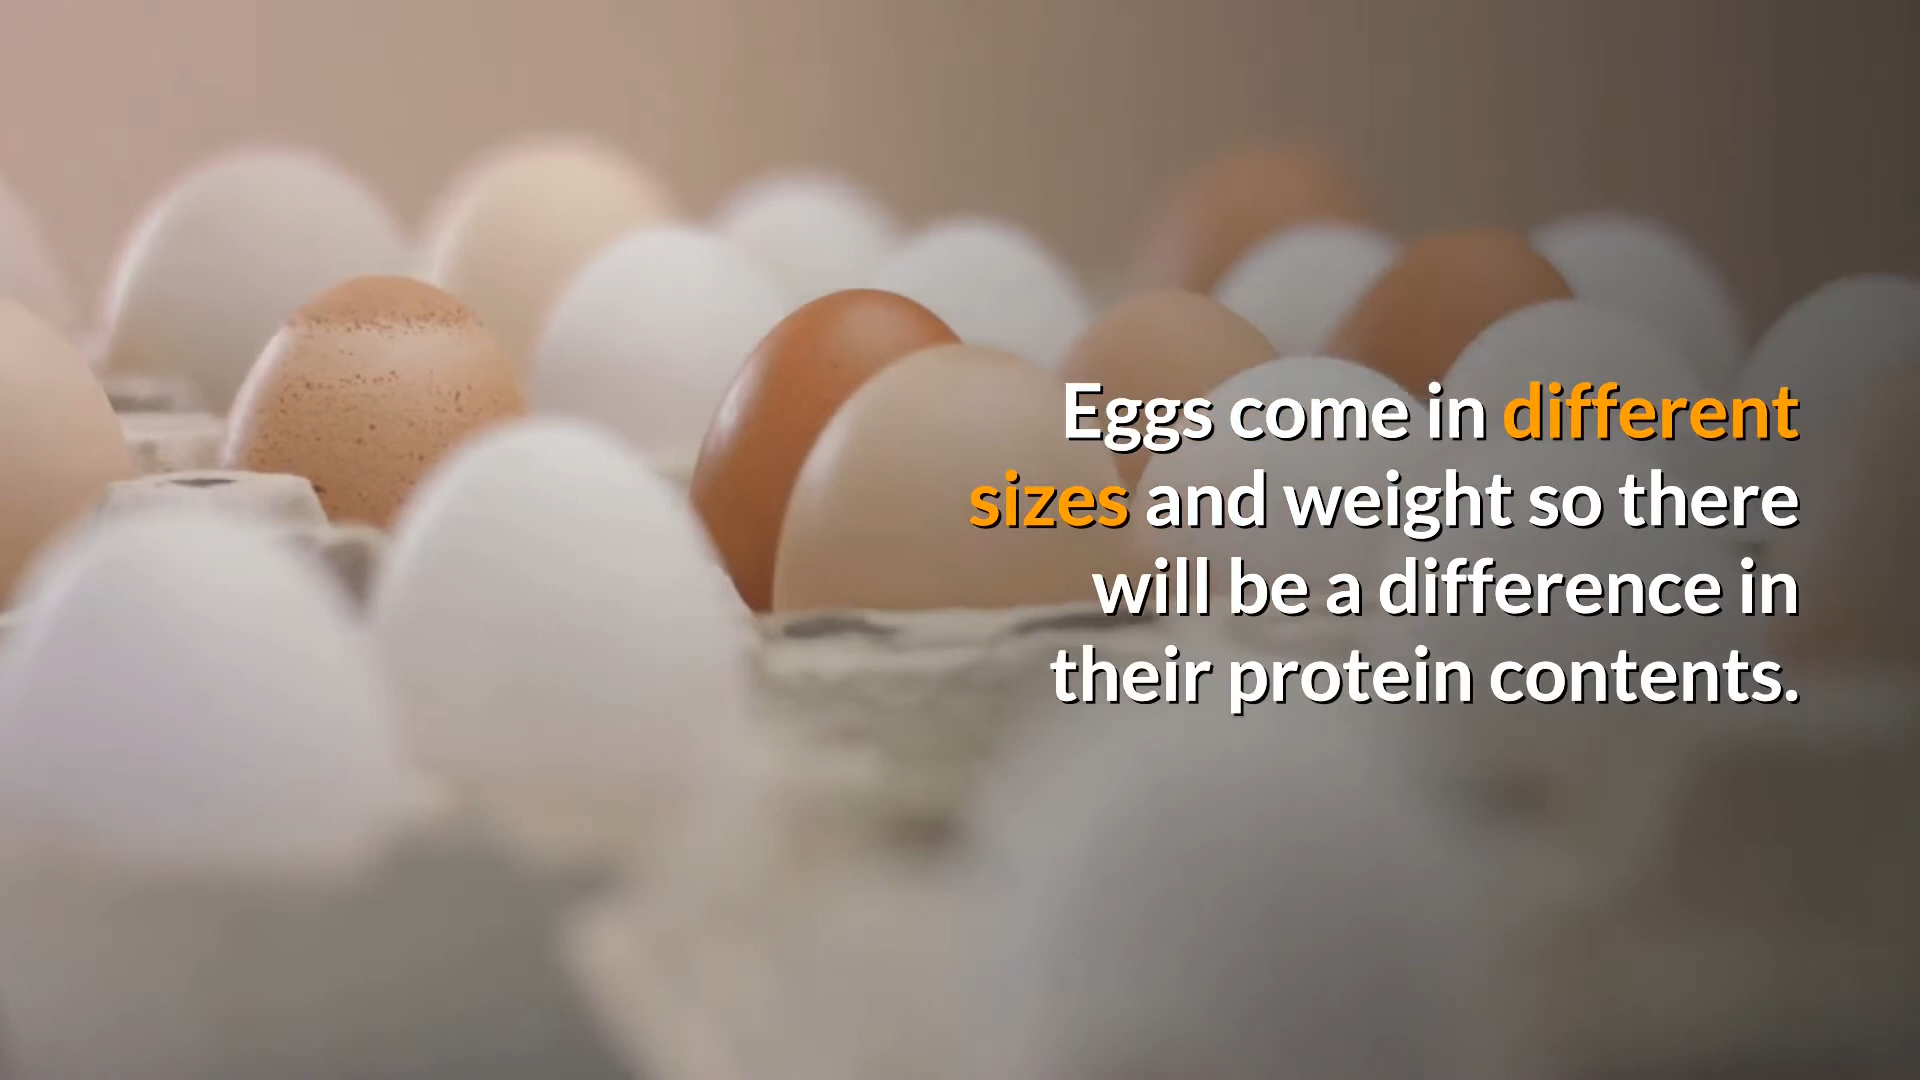 Eggs come in different
sizes and weight so there
will be a difference in
their protein contents.